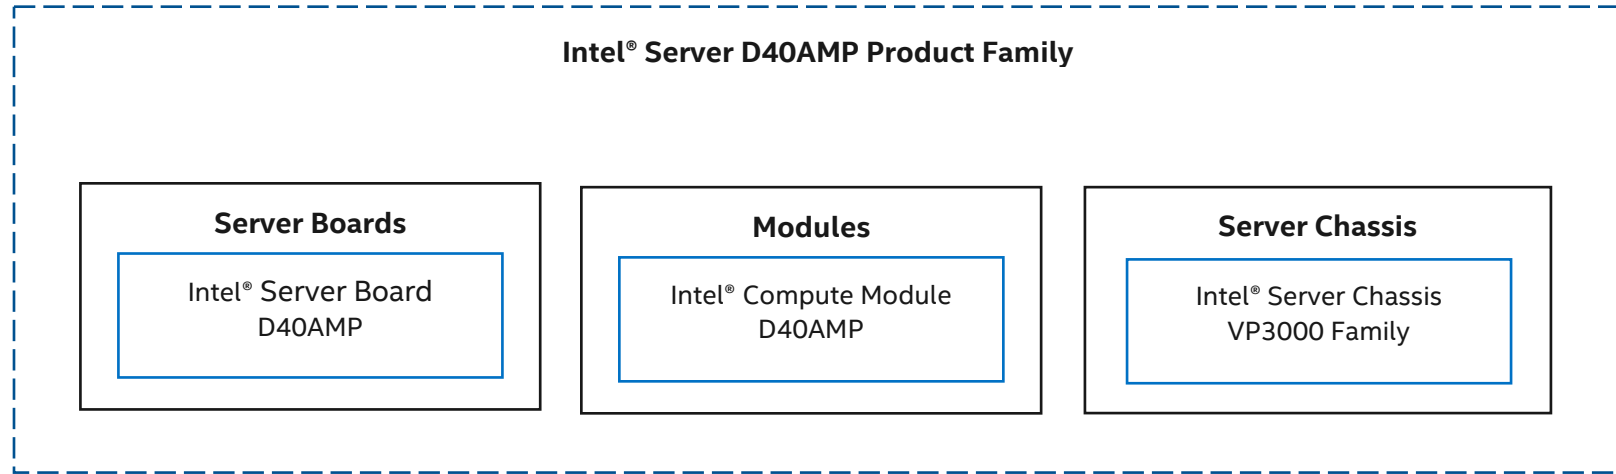 Intel® Server D40AMP Product Family
Server Boards
Intel® Server Board
D40AMP
Modules
Intel® Compute Module
D40AMP
Server Chassis
Intel® Server Chassis
VP3000 Family